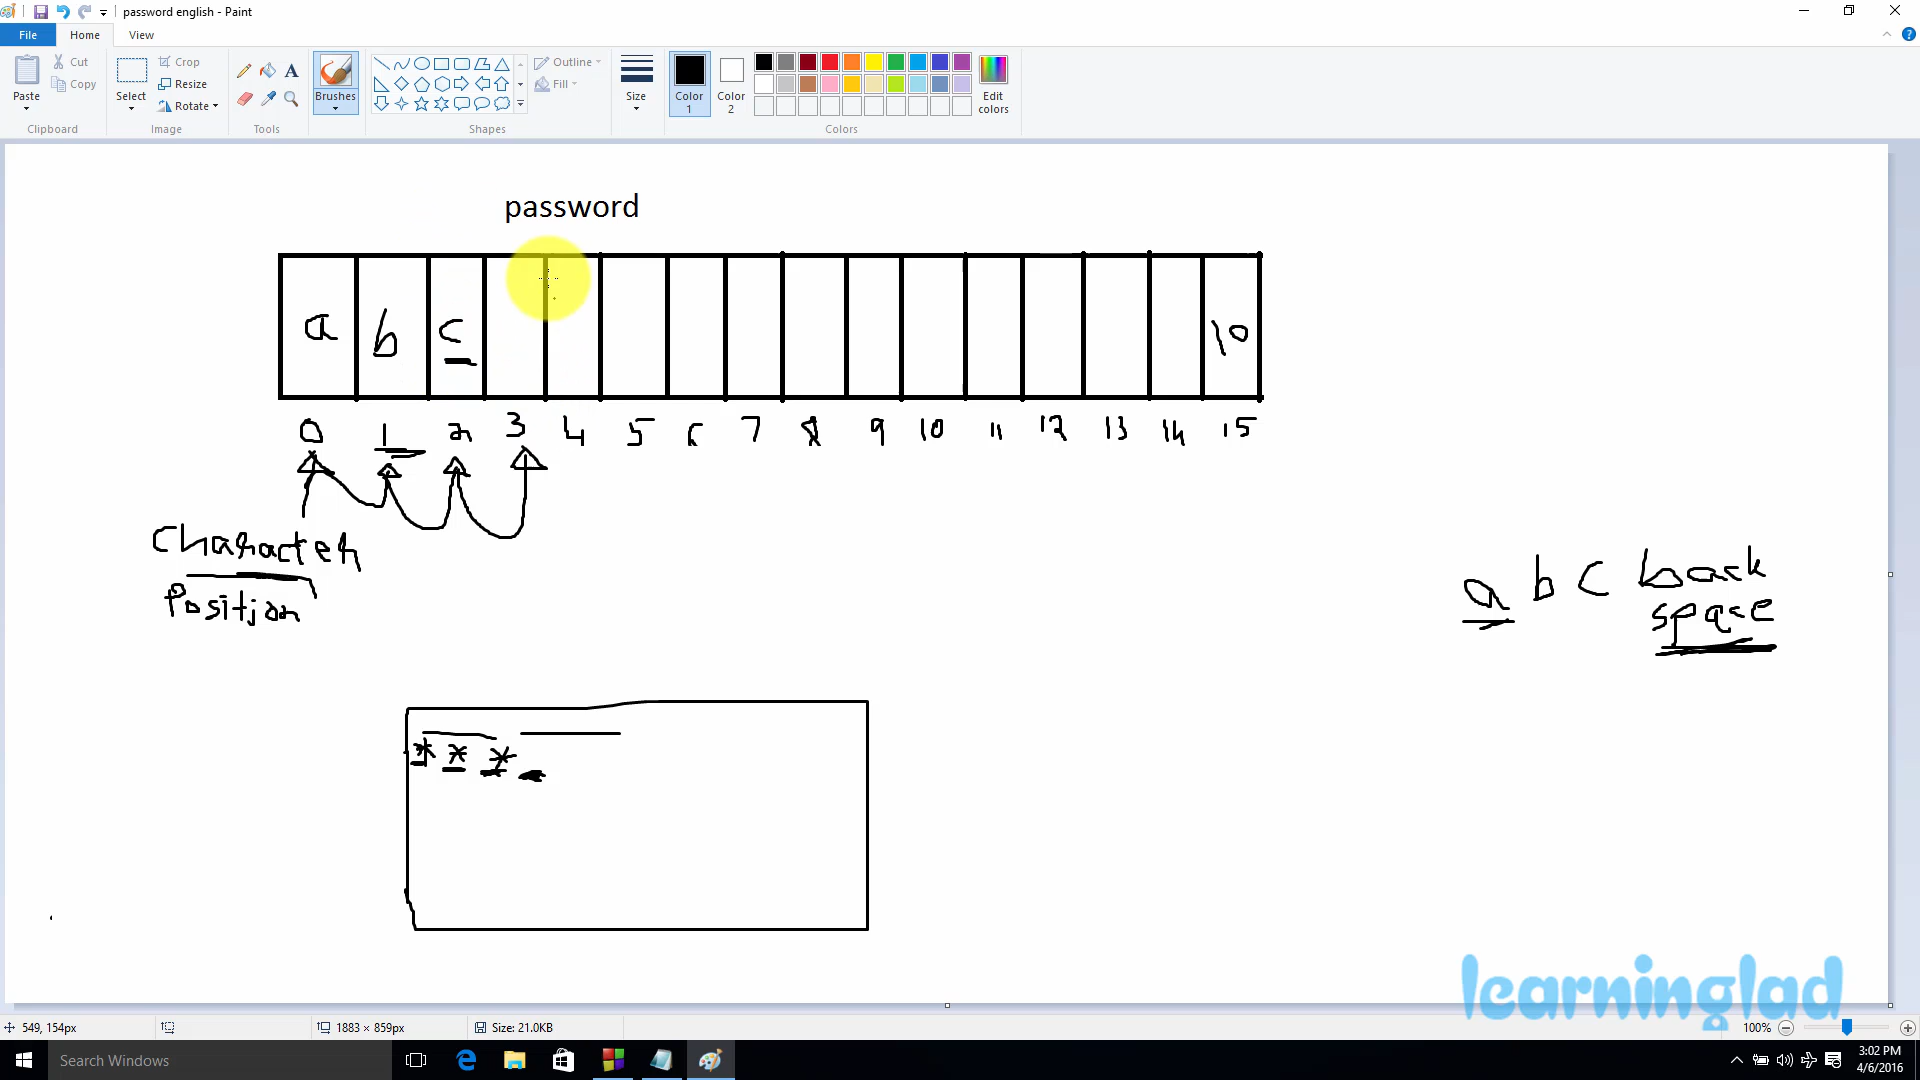 password english - Paint
File Home View
Paste Cut Copy Clipboard
Select Crop Resize Rotate Image
Tools
Brushes
Shapes
Outline Fill
Size
Color 1 Color 2
Edit colors
Colors
password
a b c 10
0 1 2 3 4 5 6 7 8 9 10 11 12 13 14 15
Character
Position
a b c back
space
* * *
learninglad
549, 154px 1883 × 859px Size: 21.0KB 100%
Search Windows
3:02 PM
4/6/2016